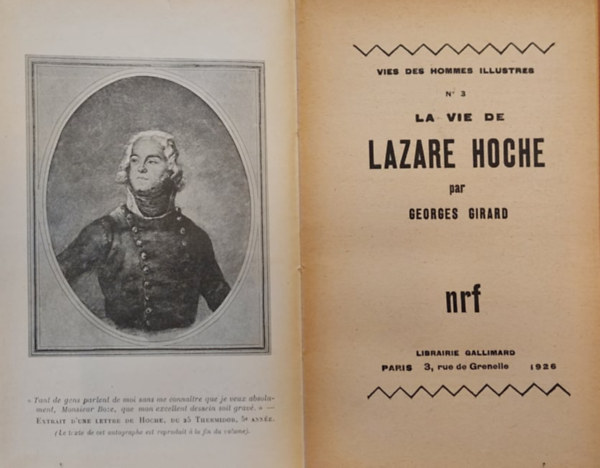 « Tant de gens parlent de moi sans me connaître que je veux absolu-
ment, Monsieur Boze, que mon excellent dessein soit gravé. » —
EXTRAIT D'UNE LETTRE DE HOCHE, DU 25 THERMIDOR, 5e ANNÉE.
(Le texte de cet autographe est reproduit à la fin du volume).
VIES DES HOMMES ILLUSTRES
N° 3
LA VIE DE
LAZARE HOCHE
par
GEORGES GIRARD
nrf
LIBRAIRIE GALLIMARD
PARIS 3, rue de Grenelle 1926